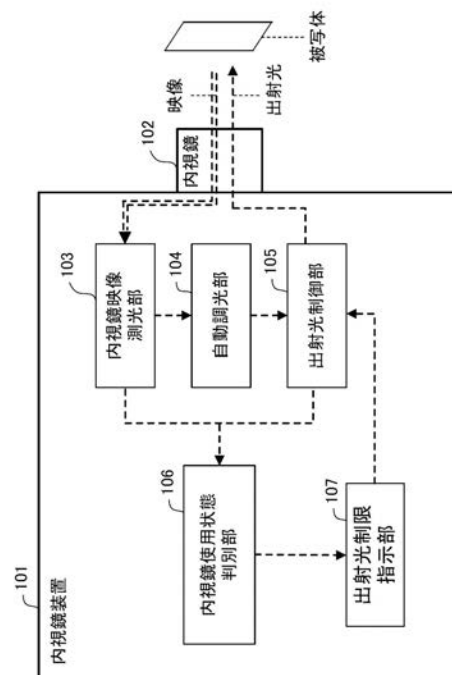 101
内視鏡装置
106
内視鏡使用状態
判別部
107
出射光制限
指示部
103
内視鏡映像
測光部
104
自動調光部
105
出射光制御部
102
内視鏡
映像
出射光
被写体